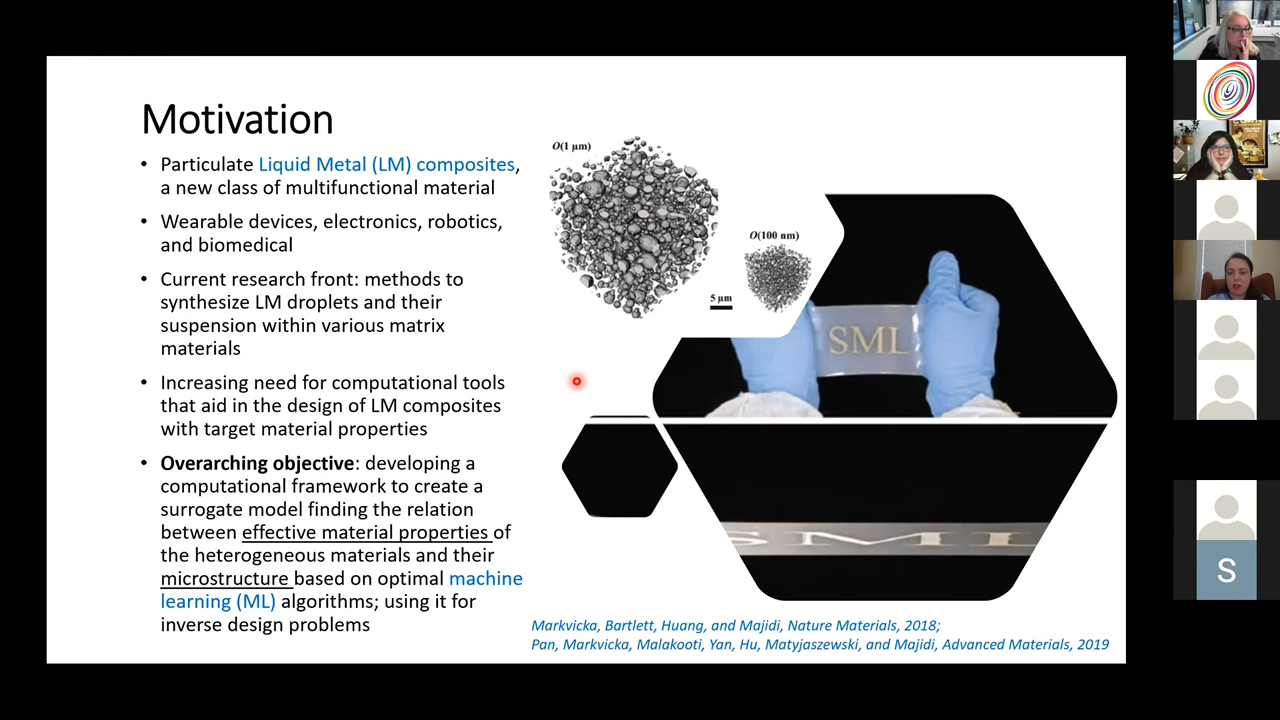 Motivation
• Particulate Liquid Metal (LM) composites,
a new class of multifunctional material
• Wearable devices, electronics, robotics,
and biomedical
• Current research front: methods to
synthesize LM droplets and their
suspension within various matrix
materials
• Increasing need for computational tools
that aid in the design of LM composites
with target material properties
• Overarching objective: developing a
computational framework to create a
surrogate model finding the relation
between effective material properties of
the heterogeneous materials and their
microstructure based on optimal machine
learning (ML) algorithms; using it for
inverse design problems
O(1 μm)
O(100 nm)
5 μm
SML
SML
Markvicka, Bartlett, Huang, and Majidi, Nature Materials, 2018;
Pan, Markvicka, Malakooti, Yan, Hu, Matyjaszewski, and Majidi, Advanced Materials, 2019
S